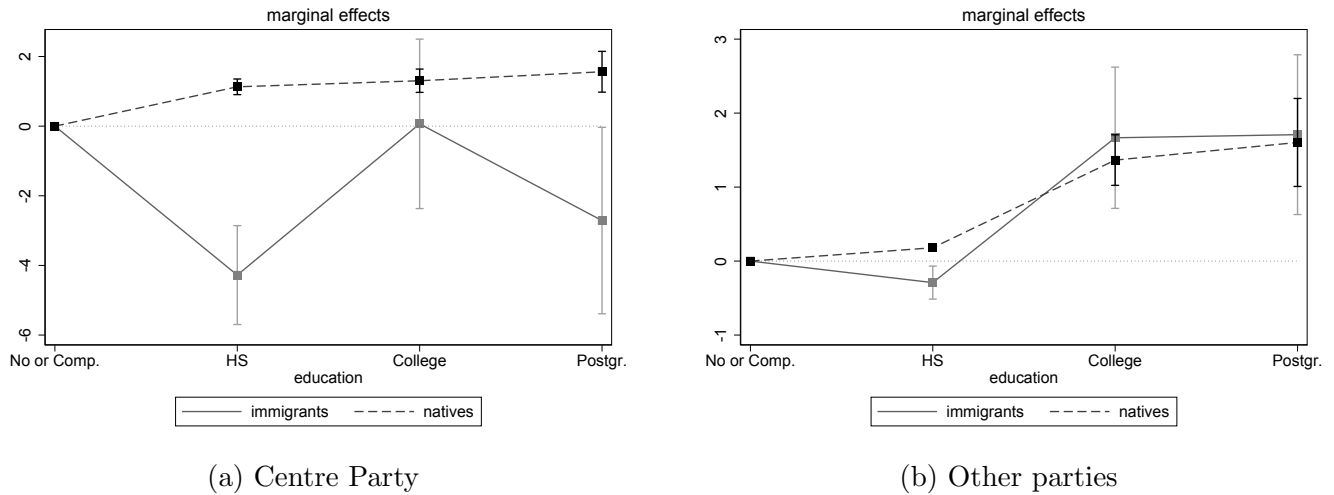 marginal effects
2
0
-2
-4
-6
No or Comp.
HS
College
Postgr.
education
immigrants
natives
(a) Centre Party
marginal effects
3
2
1
0
-1
No or Comp.
HS
College
Postgr.
education
immigrants
natives
(b) Other parties